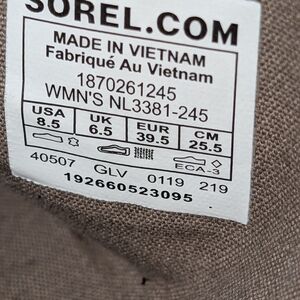 SOREL.COM
MADE IN VIETNAM
Fabriqué Au Vietnam
1870261245
WMN'S NL3381-245
USA UK EUR CM
8.5 6.5 39.5 25.5
ECA-3
40507 GLV 0119 219
192660523095